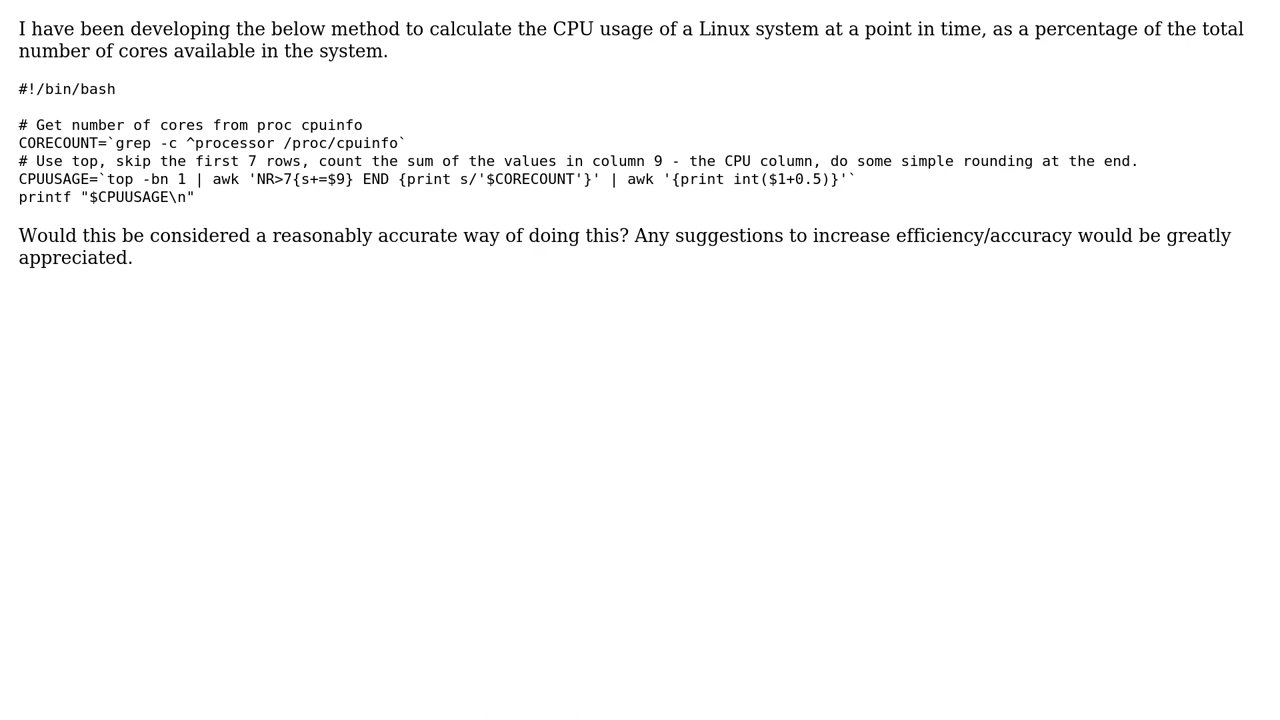 I have been developing the below method to calculate the CPU usage of a Linux system at a point in time, as a percentage of the total
number of cores available in the system.
#!/bin/bash
# Get number of cores from proc cpuinfo
CORECOUNT=`grep -c ^processor /proc/cpuinfo`
# Use top, skip the first 7 rows, count the sum of the values in column 9 - the CPU column, do some simple rounding at the end.
CPUUSAGE=`top -bn 1 | awk 'NR>7{s+=$9} END {print s/'$CORECOUNT'}' | awk '{print int($1+0.5)}'`
printf "$CPUUSAGE\n"
Would this be considered a reasonably accurate way of doing this? Any suggestions to increase efficiency/accuracy would be greatly
appreciated.